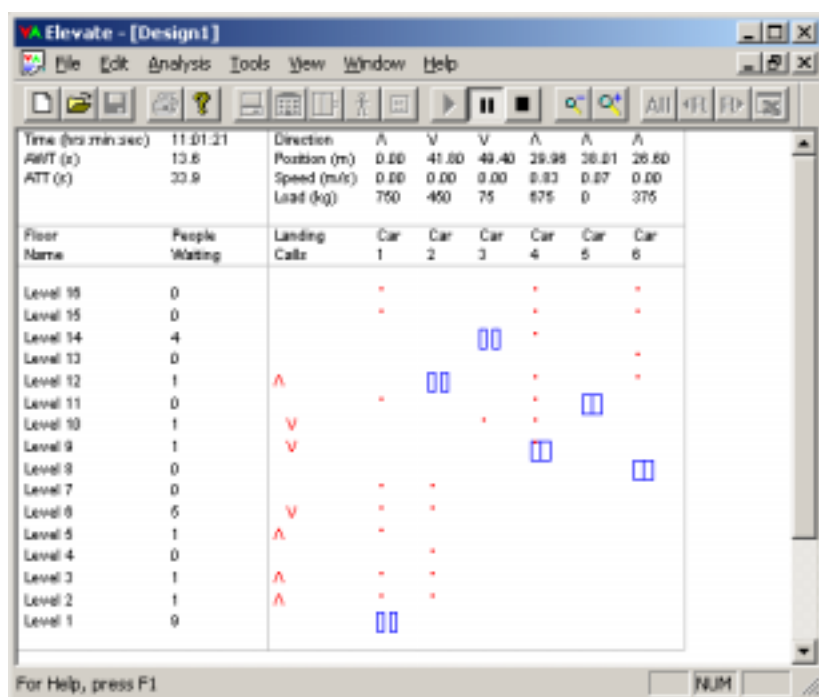 Elevate - [Design1]
File Edit Analysis Tools View Window Help
All Fl Fl
Time (hrs:min:sec) 11:01:21 Direction Λ V V Λ Λ Λ
AWT (s) 13.6 Position (m) 0.00 41.80 49.40 29.96 38.01 26.60
ATT (s) 33.9 Speed (m/s) 0.00 0.00 0.00 0.83 0.07 0.00
Load (kg) 750 450 75 675 0 375
Floor People Landing Car Car Car Car Car Car
Name Waiting Calls 1 2 3 4 5 6
Level 16 0
Level 15 0
Level 14 4
Level 13 0
Level 12 1 Λ
Level 11 0
Level 10 1 V
Level 9 1 V
Level 8 0
Level 7 0
Level 6 5 V
Level 5 1 Λ
Level 4 0
Level 3 1 Λ
Level 2 1 Λ
Level 1 9
For Help, press F1 NUM